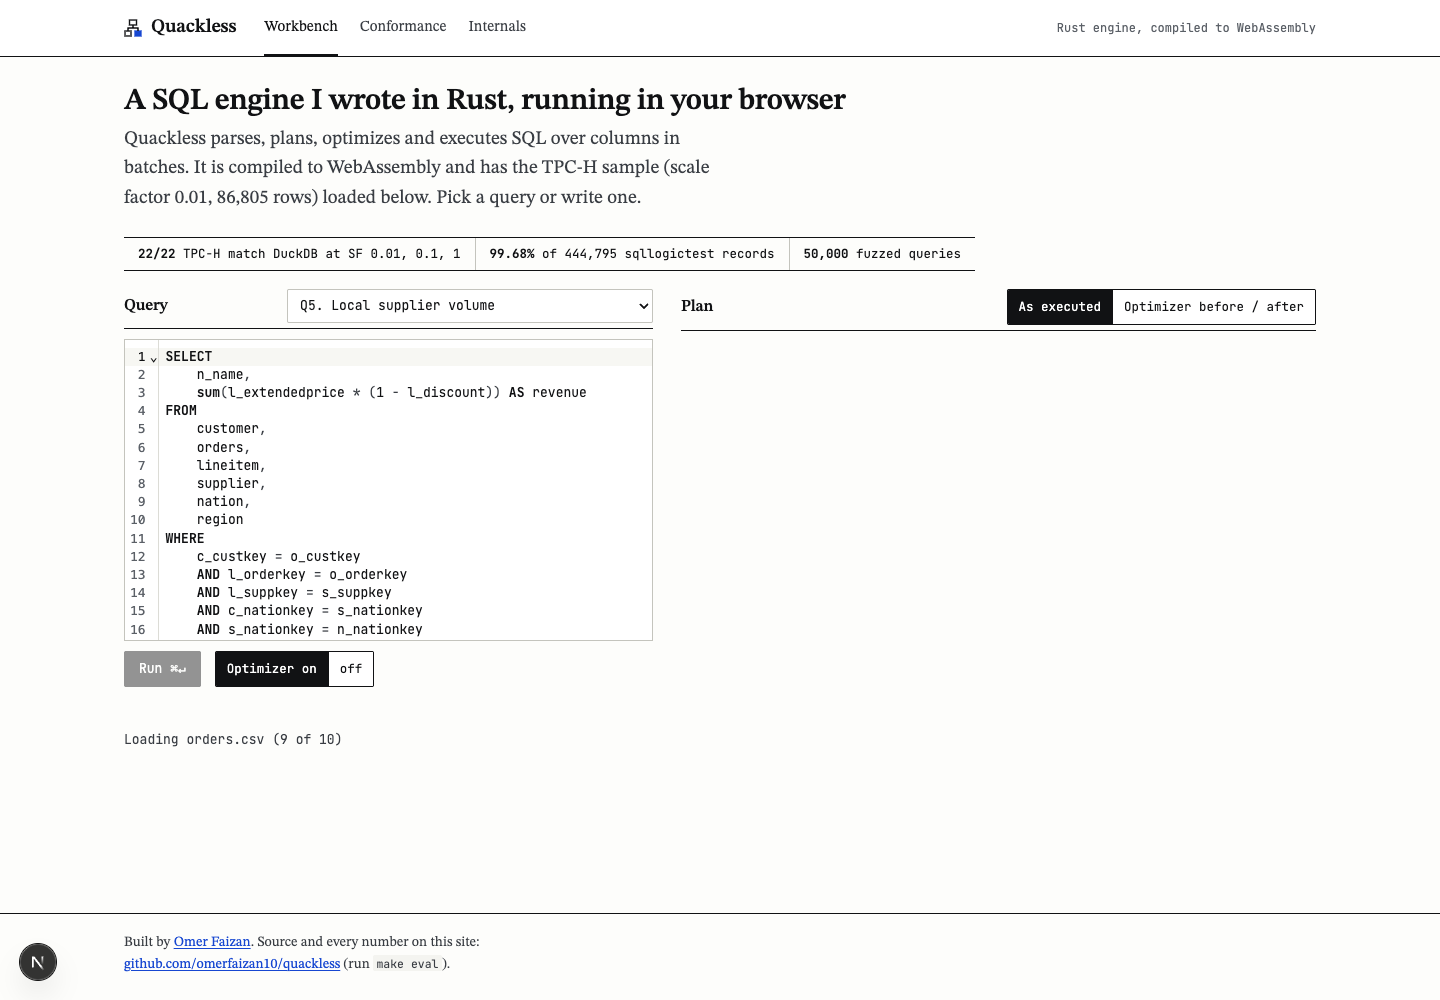 Quackless
Workbench
Conformance
Internals
Rust engine, compiled to WebAssembly
A SQL engine I wrote in Rust, running in your browser
Quackless parses, plans, optimizes and executes SQL over columns in
batches. It is compiled to WebAssembly and has the TPC-H sample (scale
factor 0.01, 86,805 rows) loaded below. Pick a query or write one.
22/22 TPC-H match DuckDB at SF 0.01, 0.1, 1
99.68% of 444,795 sqllogictest records
50,000 fuzzed queries
Query
Q5. Local supplier volume
1 SELECT
2     n_name,
3     sum(l_extendedprice * (1 - l_discount)) AS revenue
4 FROM
5     customer,
6     orders,
7     lineitem,
8     supplier,
9     nation,
10     region
11 WHERE
12     c_custkey = o_custkey
13     AND l_orderkey = o_orderkey
14     AND l_suppkey = s_suppkey
15     AND c_nationkey = s_nationkey
16     AND s_nationkey = n_nationkey
Run ⌘↵
Optimizer on
off
Loading orders.csv (9 of 10)
Plan
As executed
Optimizer before / after
Built by Omer Faizan. Source and every number on this site:
github.com/omerfaizan10/quackless (run make eval ).
N